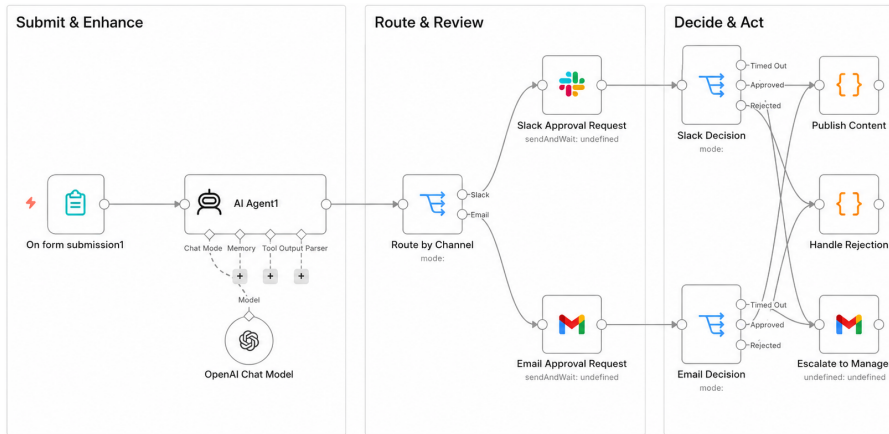 Submit & Enhance
Route & Review
Decide & Act
On form submission1
AI Agent1
Chat Mode
Memory
Tool
Output Parser
+
+
+
Model
OpenAI Chat Model
Route by Channel
mode:
Slack
Email
Slack Approval Request
sendAndWait: undefined
Email Approval Request
sendAndWait: undefined
Slack Decision
mode:
Timed Out
Approved
Rejected
Email Decision
mode:
Timed Out
Approved
Rejected
{ }
Publish Content
{ }
Handle Rejection
Escalate to Manage
undefined: undefined